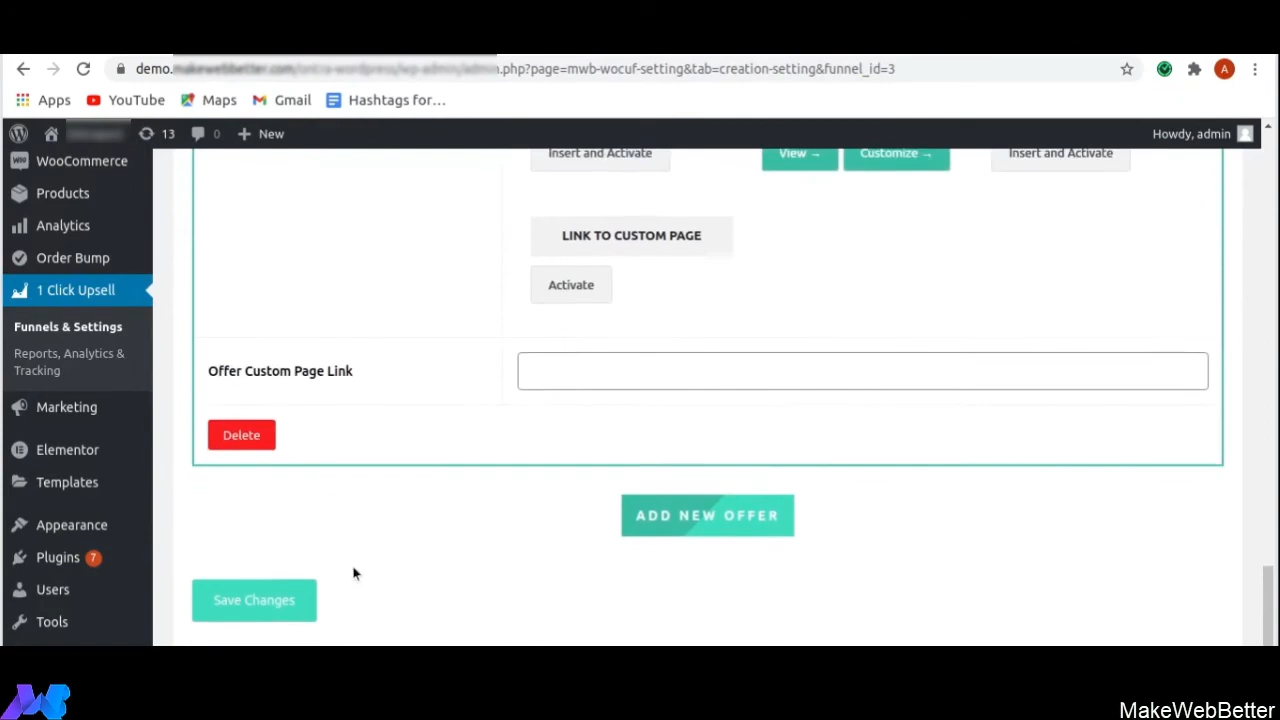 demo. .php?page=mwb-wocuf-setting&tab=creation-setting&funnel_id=3
Apps YouTube Maps Gmail Hashtags for...
13 0 New Howdy, admin
WooCommerce
Products
Analytics
Order Bump
1 Click Upsell
Funnels & Settings
Reports, Analytics &
Tracking
Marketing
Elementor
Templates
Appearance
Plugins 7
Users
Tools
Insert and Activate View → Customize → Insert and Activate
LINK TO CUSTOM PAGE
Activate
Offer Custom Page Link
Delete
ADD NEW OFFER
Save Changes
A
MakeWebBetter